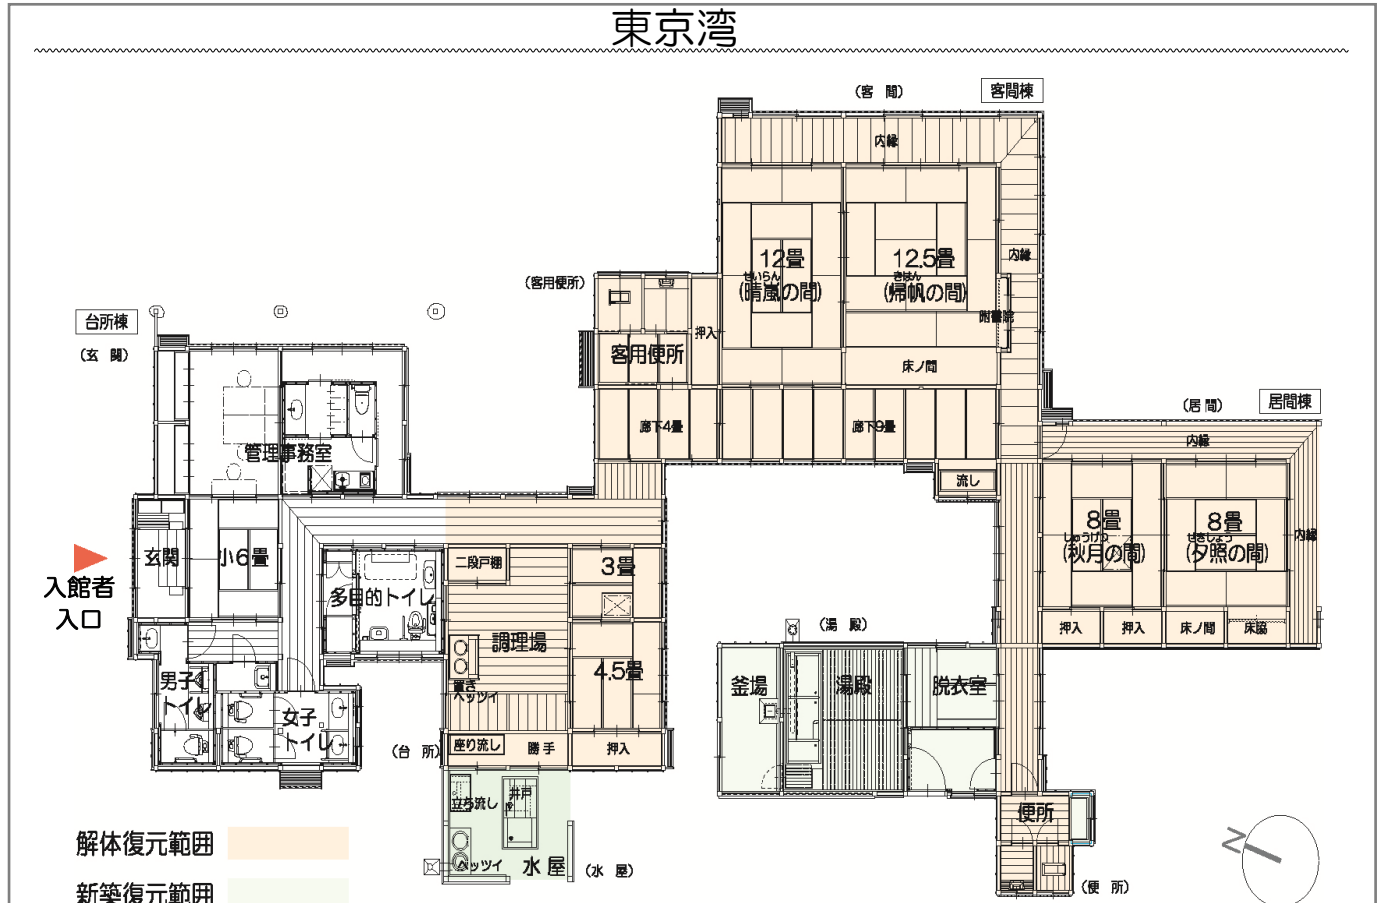 東京湾
(客 間)
客間棟
内縁
内縁
12畳
せいらん
(晴嵐の間)
12.5畳
きはん
(帰帆の間)
附書院
床ノ間
(客用便所)
押入
客用便所
廊下4畳
廊下9畳
流し
台所棟
(玄 関)
管理事務室
(居 間)
居間棟
内縁
内縁
8畳
しゅうげつ
(秋月の間)
8畳
せきしょう
(夕照の間)
押入
押入
床ノ間
床脇
入館者
入口
玄関
小6畳
多目的トイレ
二段戸棚
3畳
調理場
4.5畳
置き
ヘッツイ
男子
トイレ
女子
トイレ
(台 所)
座り流し
勝手
押入
立ち流し
井戸
ヘッツイ
水屋
(水 屋)
(湯 殿)
釜場
湯殿
脱衣室
便所
(便 所)
解体復元範囲
新築復元範囲
N